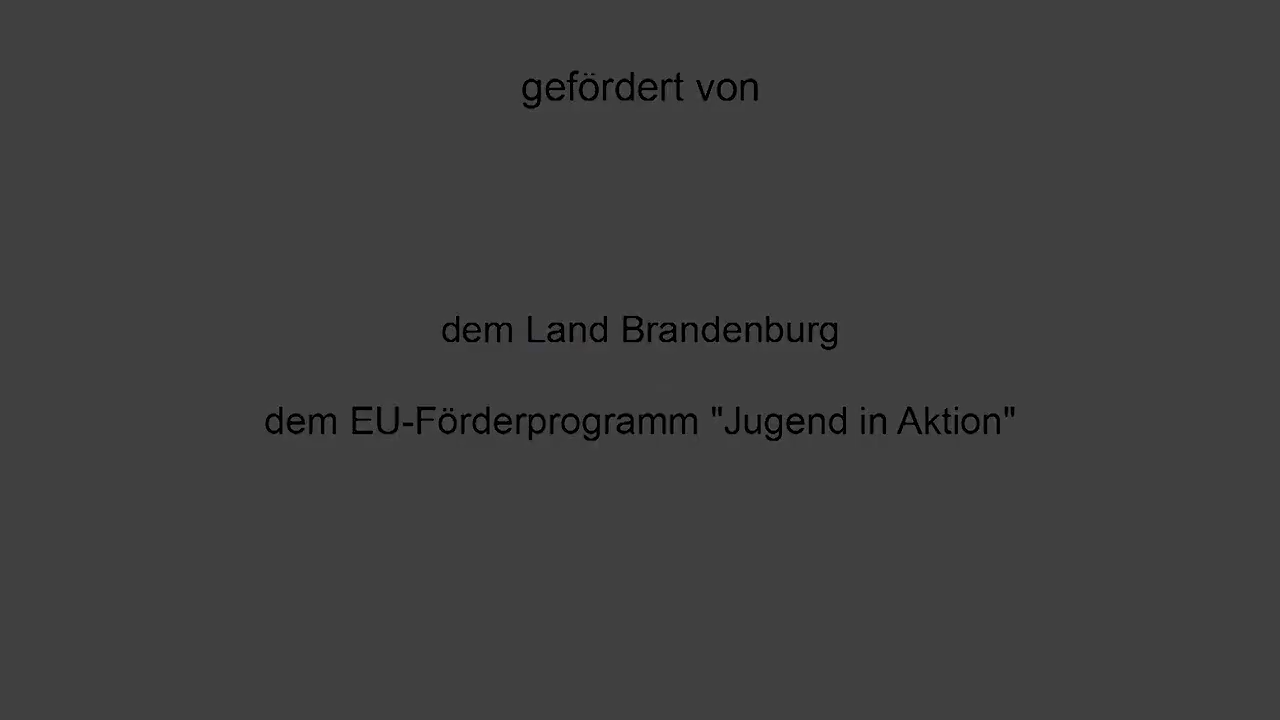 gefördert von
dem Land Brandenburg
dem EU-Förderprogramm "Jugend in Aktion"